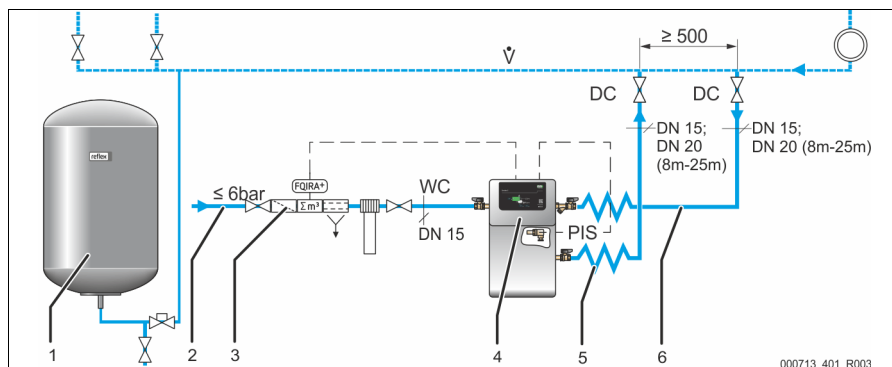 ≥ 500
V̇
DC
DC
DN 15;
DN 20
(8m-25m)
DN 15;
DN 20 (8m-25m)
reflex
≤ 6bar
FQIRA+
Σ m³
WC
DN 15
PIS
1
2
3
4
5
6
000713_401_R003